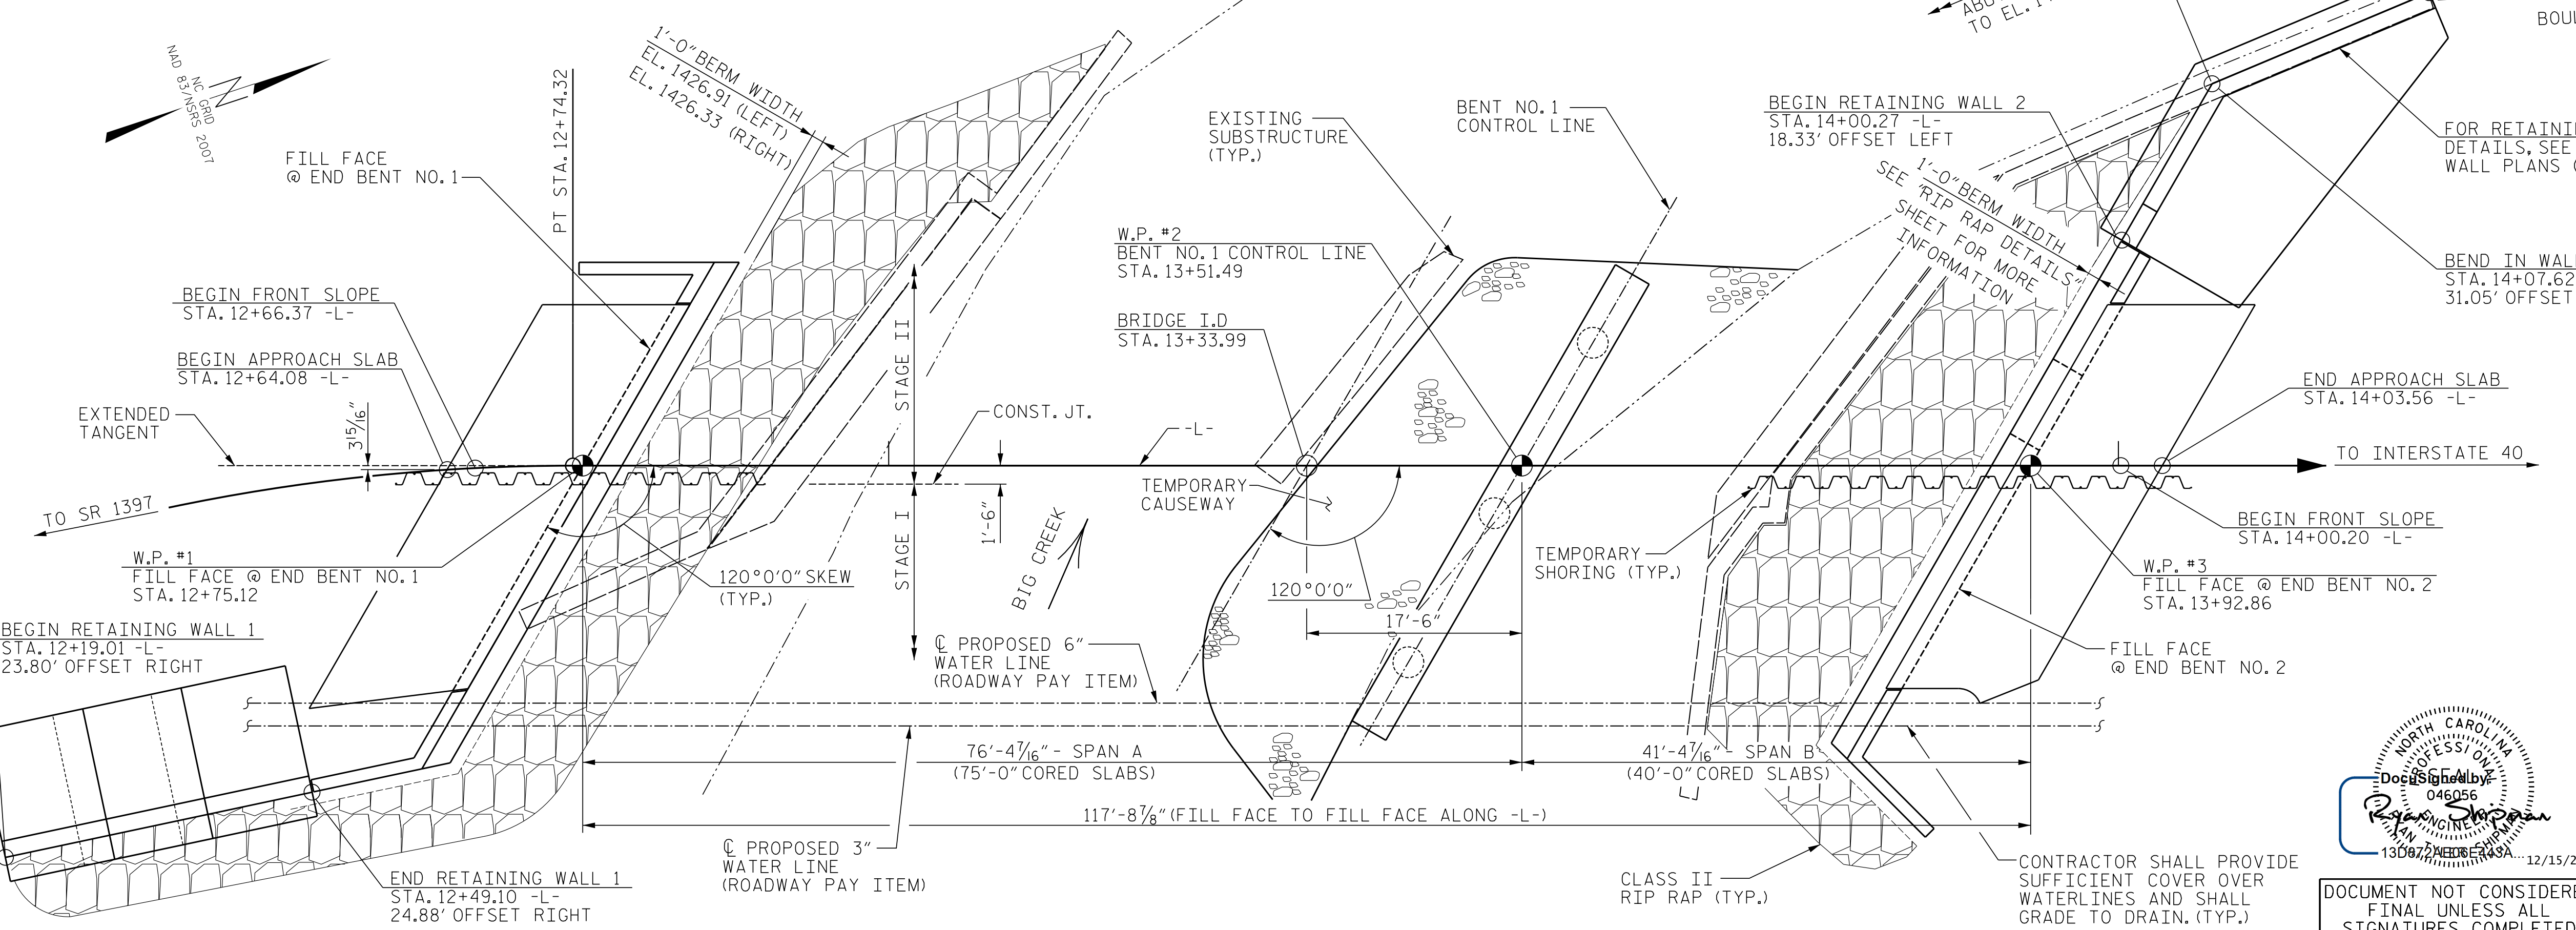 NC GRID
NAD 83/NSRS 2007
FILL FACE
@ END BENT NO. 1
PT STA. 12+74.32
1'-0" BERM WIDTH
EL. 1426.91 (LEFT)
EL. 1426.33 (RIGHT)
BEGIN FRONT SLOPE
STA. 12+66.37 -L-
BEGIN APPROACH SLAB
STA. 12+64.08 -L-
EXTENDED
TANGENT
3 15/16"
TO SR 1397
W.P. #1
FILL FACE @ END BENT NO. 1
STA. 12+75.12
BEGIN RETAINING WALL 1
STA. 12+19.01 -L-
23.80' OFFSET RIGHT
END RETAINING WALL 1
STA. 12+49.10 -L-
24.88' OFFSET RIGHT
120°0'0" SKEW
(TYP.)
STAGE II
STAGE I
CONST. JT.
1'-6"
BIG CREEK
℄ PROPOSED 6"
WATER LINE
(ROADWAY PAY ITEM)
℄ PROPOSED 3"
WATER LINE
(ROADWAY PAY ITEM)
EXISTING
SUBSTRUCTURE
(TYP.)
BENT NO. 1
CONTROL LINE
W.P. #2
BENT NO. 1 CONTROL LINE
STA. 13+51.49
BRIDGE I.D
STA. 13+33.99
-L-
TEMPORARY
CAUSEWAY
120°0'0"
17'-6"
TEMPORARY
SHORING (TYP.)
76'-4 7/16" - SPAN A
(75'-0" CORED SLABS)
41'-4 7/16" - SPAN B
(40'-0" CORED SLABS)
117'-8 7/8" (FILL FACE TO FILL FACE ALONG -L-)
CLASS II
RIP RAP (TYP.)
BEGIN RETAINING WALL 2
STA. 14+00.27 -L-
18.33' OFFSET LEFT
1'-0" BERM WIDTH
SEE "RIP RAP DETAILS"
SHEET FOR MORE
INFORMATION
TO EL.
FOR
DETAILS, SEE
WALL PLANS
BEND IN
STA. 14+07.62
31.05' OFFSET
END APPROACH SLAB
STA. 14+03.56 -L-
TO INTERSTATE 40
BEGIN FRONT SLOPE
STA. 14+00.20 -L-
W.P. #3
FILL FACE @ END BENT NO. 2
STA. 13+92.86
FILL FACE
@ END BENT NO. 2
CONTRACTOR SHALL PROVIDE
SUFFICIENT COVER OVER
WATERLINES AND SHALL
GRADE TO DRAIN. (TYP.)
NORTH CAROLINA
SEAL
DocuSigned by:
046056
Ryan Shipman
ENGINEER
DOCUMENT NOT CONSIDERED
FINAL UNLESS ALL
SIGNATURES COMPLETED